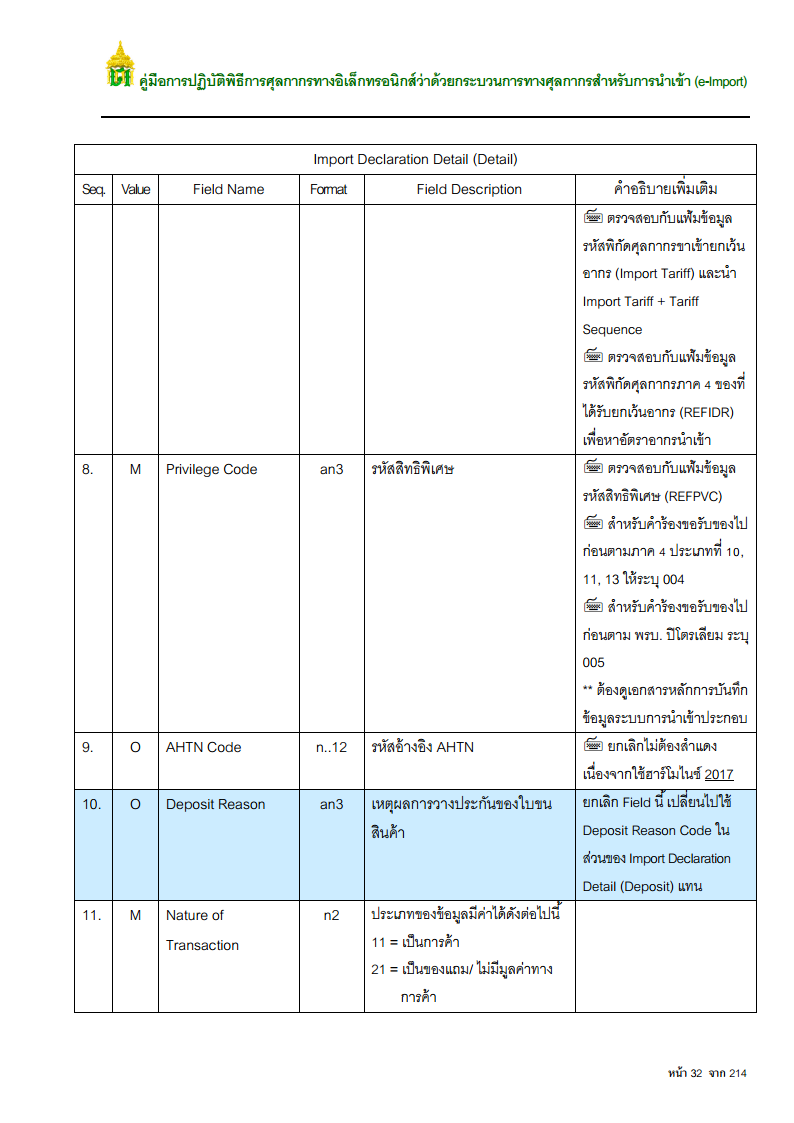 คู่มือการปฏิบัติพิธีการศุลกากรทางอิเล็กทรอนิกส์ว่าด้วยกระบวนการทางศุลกากรสำหรับการนำเข้า (e-Import)
Import Declaration Detail (Detail)
Seq. Value Field Name Format Field Description คำอธิบายเพิ่มเติม
ตรวจสอบกับแฟ้มข้อมูล
รหัสพิกัดศุลกากรขาเข้ายกเว้น
อากร (Import Tariff) และนำ
Import Tariff + Tariff
Sequence
ตรวจสอบกับแฟ้มข้อมูล
รหัสพิกัดศุลกากรภาค 4 ของที่
ได้รับยกเว้นอากร (REFIDR)
เพื่อหาอัตราอากรนำเข้า
8. M Privilege Code an3 รหัสสิทธิพิเศษ ตรวจสอบกับแฟ้มข้อมูล
รหัสสิทธิพิเศษ (REFPVC)
สำหรับคำร้องขอรับของไป
ก่อนตามภาค 4 ประเภทที่ 10,
11, 13 ให้ระบุ 004
สำหรับคำร้องขอรับของไป
ก่อนตาม พรบ. ปิโตรเลียม ระบุ
005
** ต้องดูเอกสารหลักการบันทึก
ข้อมูลระบบการนำเข้าประกอบ
9. O AHTN Code n..12 รหัสอ้างอิง AHTN ยกเลิกไม่ต้องสำแดง
เนื่องจากใช้ฮาร์โมไนซ์ 2017
10. O Deposit Reason an3 เหตุผลการวางประกันของใบขน ยกเลิก Field นี้ เปลี่ยนไปใช้
สินค้า Deposit Reason Code ใน
ส่วนของ Import Declaration
Detail (Deposit) แทน
11. M Nature of n2 ประเภทของข้อมูลมีค่าได้ดังต่อไปนี้
Transaction 11 = เป็นการค้า
21 = เป็นของแถม/ ไม่มีมูลค่าทาง
การค้า
หน้า 32 จาก 214